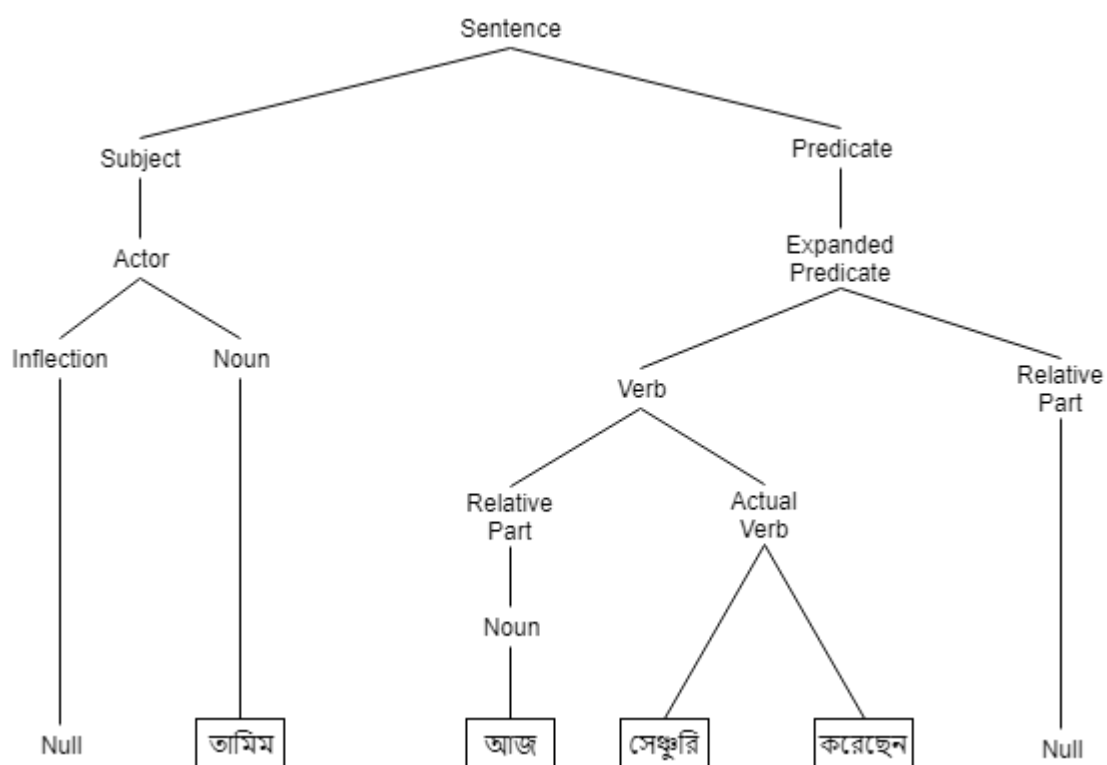 Sentence
Subject
Predicate
Actor
Expanded
Predicate
Inflection
Noun
Verb
Relative
Part
Relative
Part
Actual
Verb
Noun
Null
তামিম
আজ
সেঞ্চুরি
করেছেন
Null